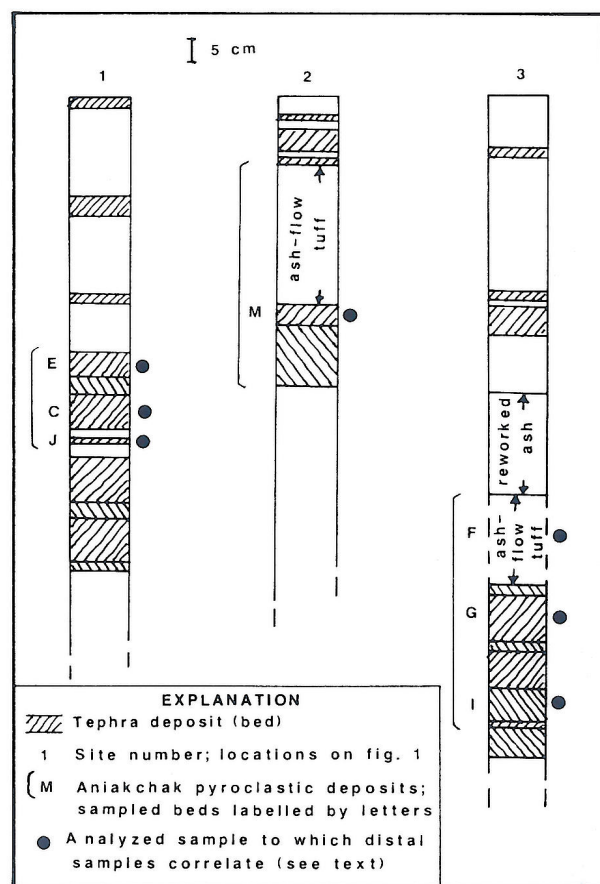 5 cm
1
2
3
E
C
J
M
ash-flow
tuff
reworked
ash
F
ash-
flow
tuff
G
I
EXPLANATION
Tephra deposit (bed)
1 Site number; locations on fig. 1
M Aniakchak pyroclastic deposits;
sampled beds labelled by letters
Analyzed sample to which distal
samples correlate (see text)